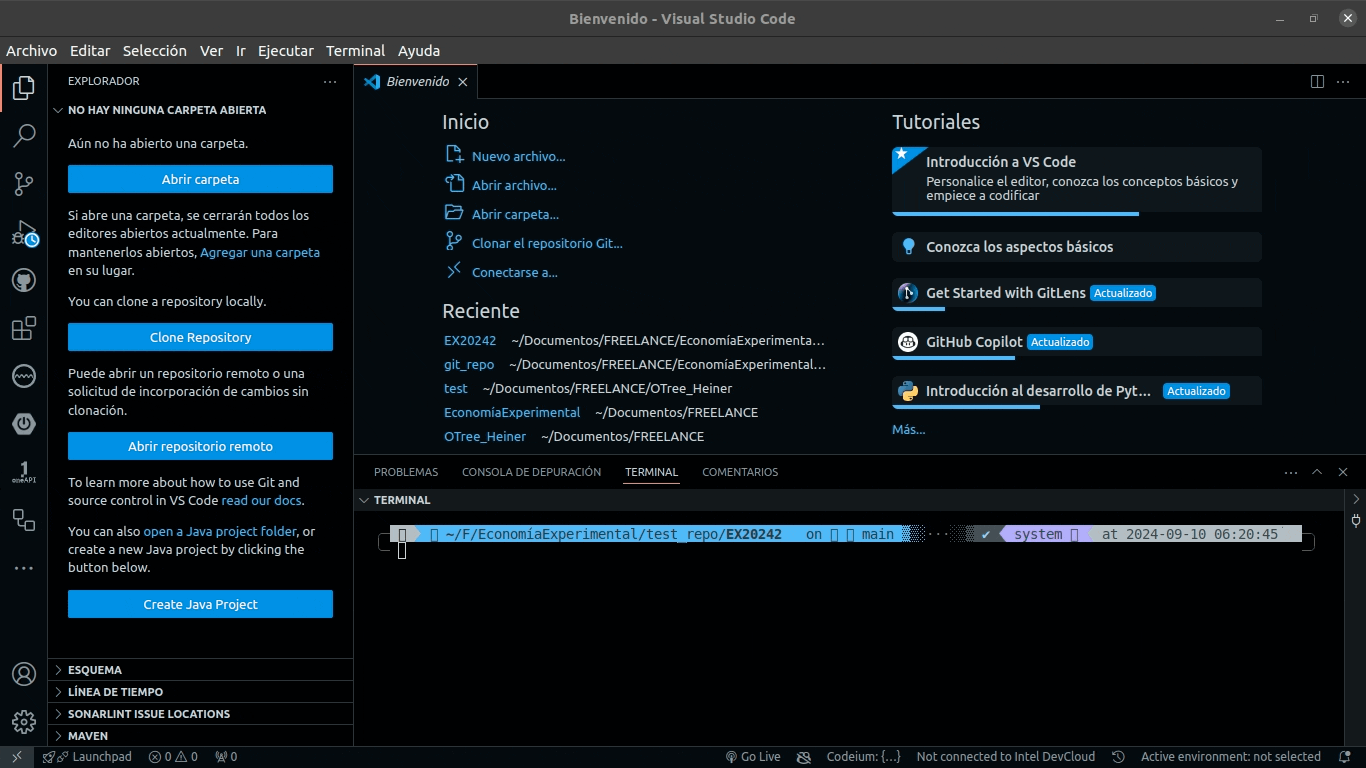 Bienvenido - Visual Studio Code
Archivo Editar Selección Ver Ir Ejecutar Terminal Ayuda
EXPLORADOR
NO HAY NINGUNA CARPETA ABIERTA
Aún no ha abierto una carpeta.
Abrir carpeta
Si abre una carpeta, se cerrarán todos los
editores abiertos actualmente. Para
mantenerlos abiertos, Agregar una carpeta
en su lugar.
You can clone a repository locally.
Clone Repository
Puede abrir un repositorio remoto o una
solicitud de incorporación de cambios sin
clonación.
Abrir repositorio remoto
To learn more about how to use Git and
source control in VS Code read our docs.
You can also open a Java project folder, or
create a new Java project by clicking the
button below.
Create Java Project
ESQUEMA
LÍNEA DE TIEMPO
SONARLINT ISSUE LOCATIONS
MAVEN
1
oneAPI
Bienvenido
Inicio
Nuevo archivo...
Abrir archivo...
Abrir carpeta...
Clonar el repositorio Git...
Conectarse a...
Reciente
EX20242 ~/Documentos/FREELANCE/EconomíaExperimenta...
git_repo ~/Documentos/FREELANCE/EconomíaExperimental...
test ~/Documentos/FREELANCE/OTree_Heiner
EconomíaExperimental ~/Documentos/FREELANCE
OTree_Heiner ~/Documentos/FREELANCE
Tutoriales
Introducción a VS Code
Personalice el editor, conozca los conceptos básicos y
empiece a codificar
Conozca los aspectos básicos
Get Started with GitLens Actualizado
GitHub Copilot Actualizado
Introducción al desarrollo de Pyt... Actualizado
Más...
PROBLEMAS CONSOLA DE DEPURACIÓN TERMINAL COMENTARIOS
TERMINAL
~/F/EconomíaExperimental/test_repo/EX20242 on main ··· ✔ system at 2024-09-10 06:20:45
Launchpad 0 0 0 Go Live Codeium: {...} Not connected to Intel DevCloud Active environment: not selected